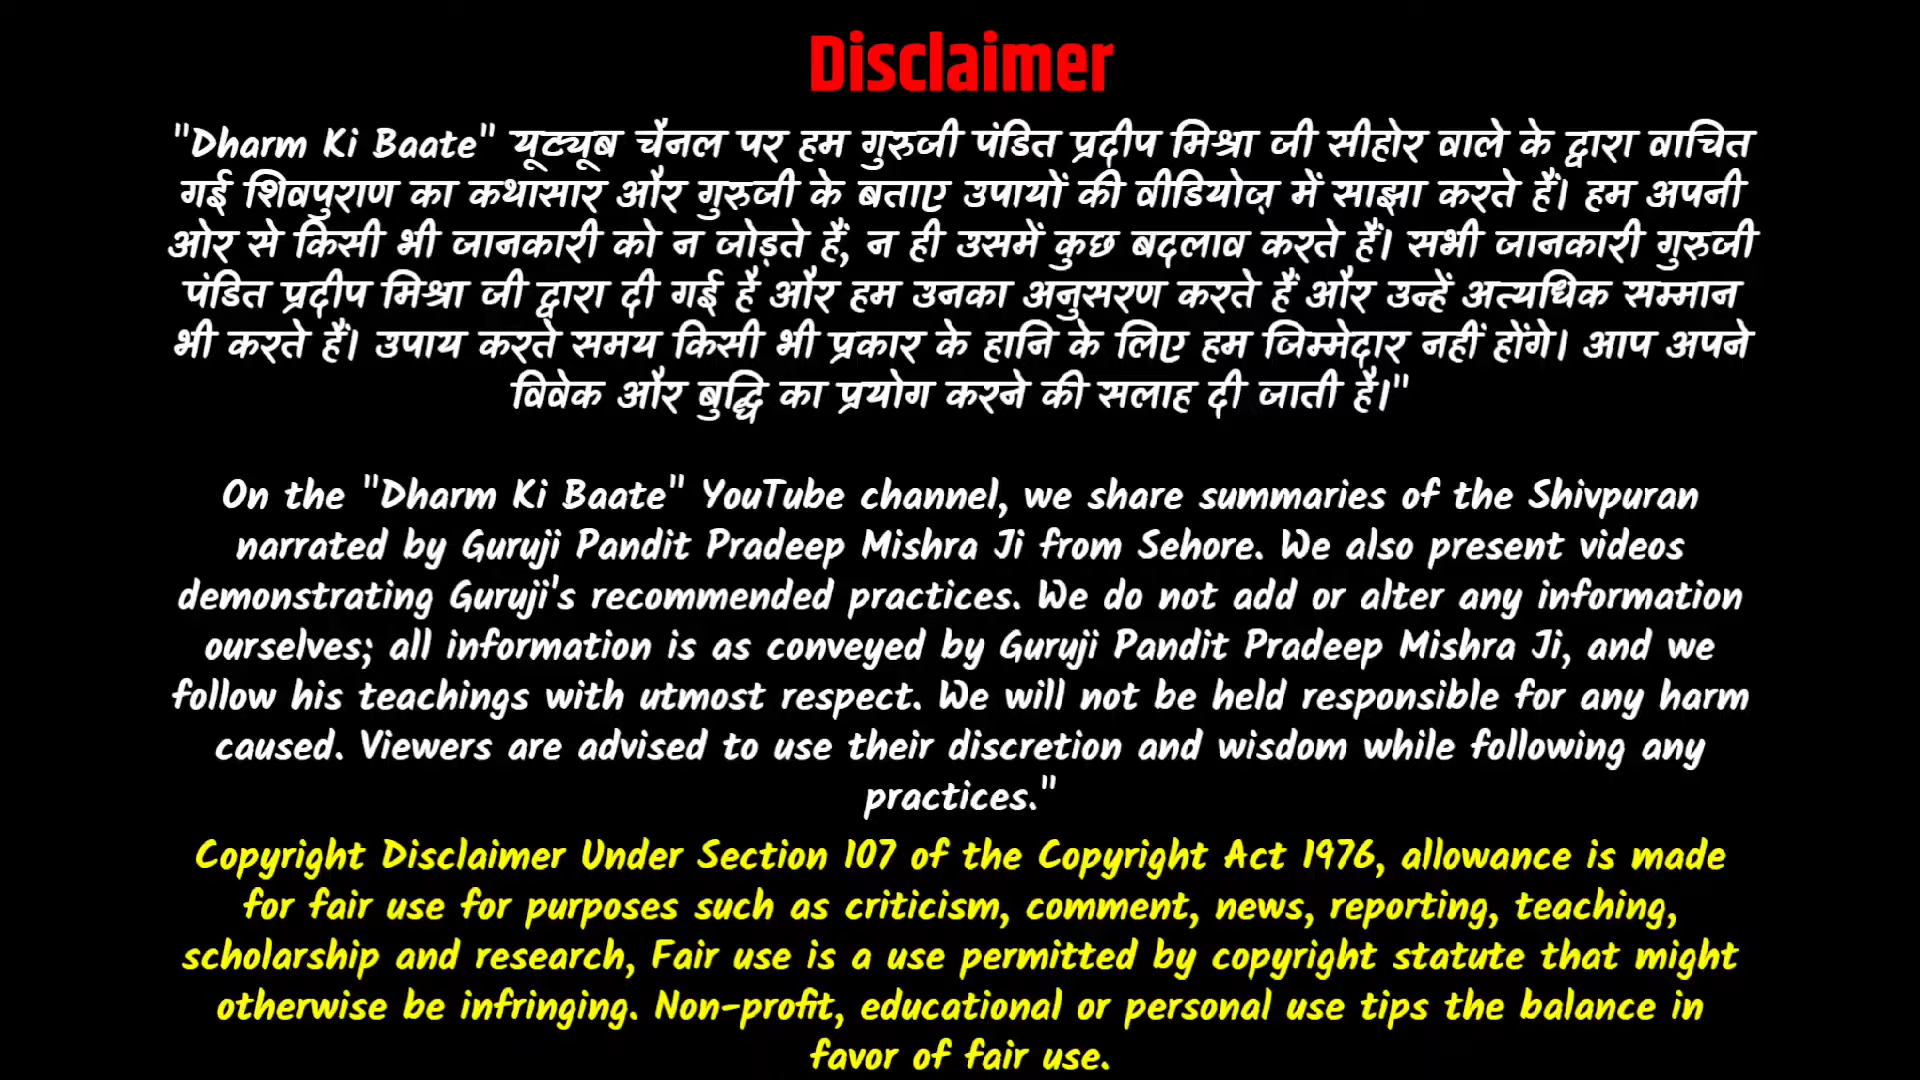 Disclaimer
"Dharm Ki Baate" यूट्यूब चैनल पर हम गुरुजी पंडित प्रदीप मिश्रा जी सीहोर वाले के द्वारा वाचित
गई शिवपुराण का कथासार और गुरुजी के बताए उपायों की वीडियोज़ में साझा करते हैं। हम अपनी
ओर से किसी भी जानकारी को न जोड़ते हैं, न ही उसमें कुछ बदलाव करते हैं। सभी जानकारी गुरुजी
पंडित प्रदीप मिश्रा जी द्वारा दी गई है और हम उनका अनुसरण करते हैं और उन्हें अत्यधिक सम्मान
भी करते हैं। उपाय करते समय किसी भी प्रकार के हानि के लिए हम जिम्मेदार नहीं होंगे। आप अपने
विवेक और बुद्धि का प्रयोग करने की सलाह दी जाती है।"
On the "Dharm Ki Baate" YouTube channel, we share summaries of the Shivpuran
narrated by Guruji Pandit Pradeep Mishra Ji from Sehore. We also present videos
demonstrating Guruji's recommended practices. We do not add or alter any information
ourselves; all information is as conveyed by Guruji Pandit Pradeep Mishra Ji, and we
follow his teachings with utmost respect. We will not be held responsible for any harm
caused. Viewers are advised to use their discretion and wisdom while following any
practices."
Copyright Disclaimer Under Section 107 of the Copyright Act 1976, allowance is made
for fair use for purposes such as criticism, comment, news, reporting, teaching,
scholarship and research, Fair use is a use permitted by copyright statute that might
otherwise be infringing. Non-profit, educational or personal use tips the balance in
favor of fair use.